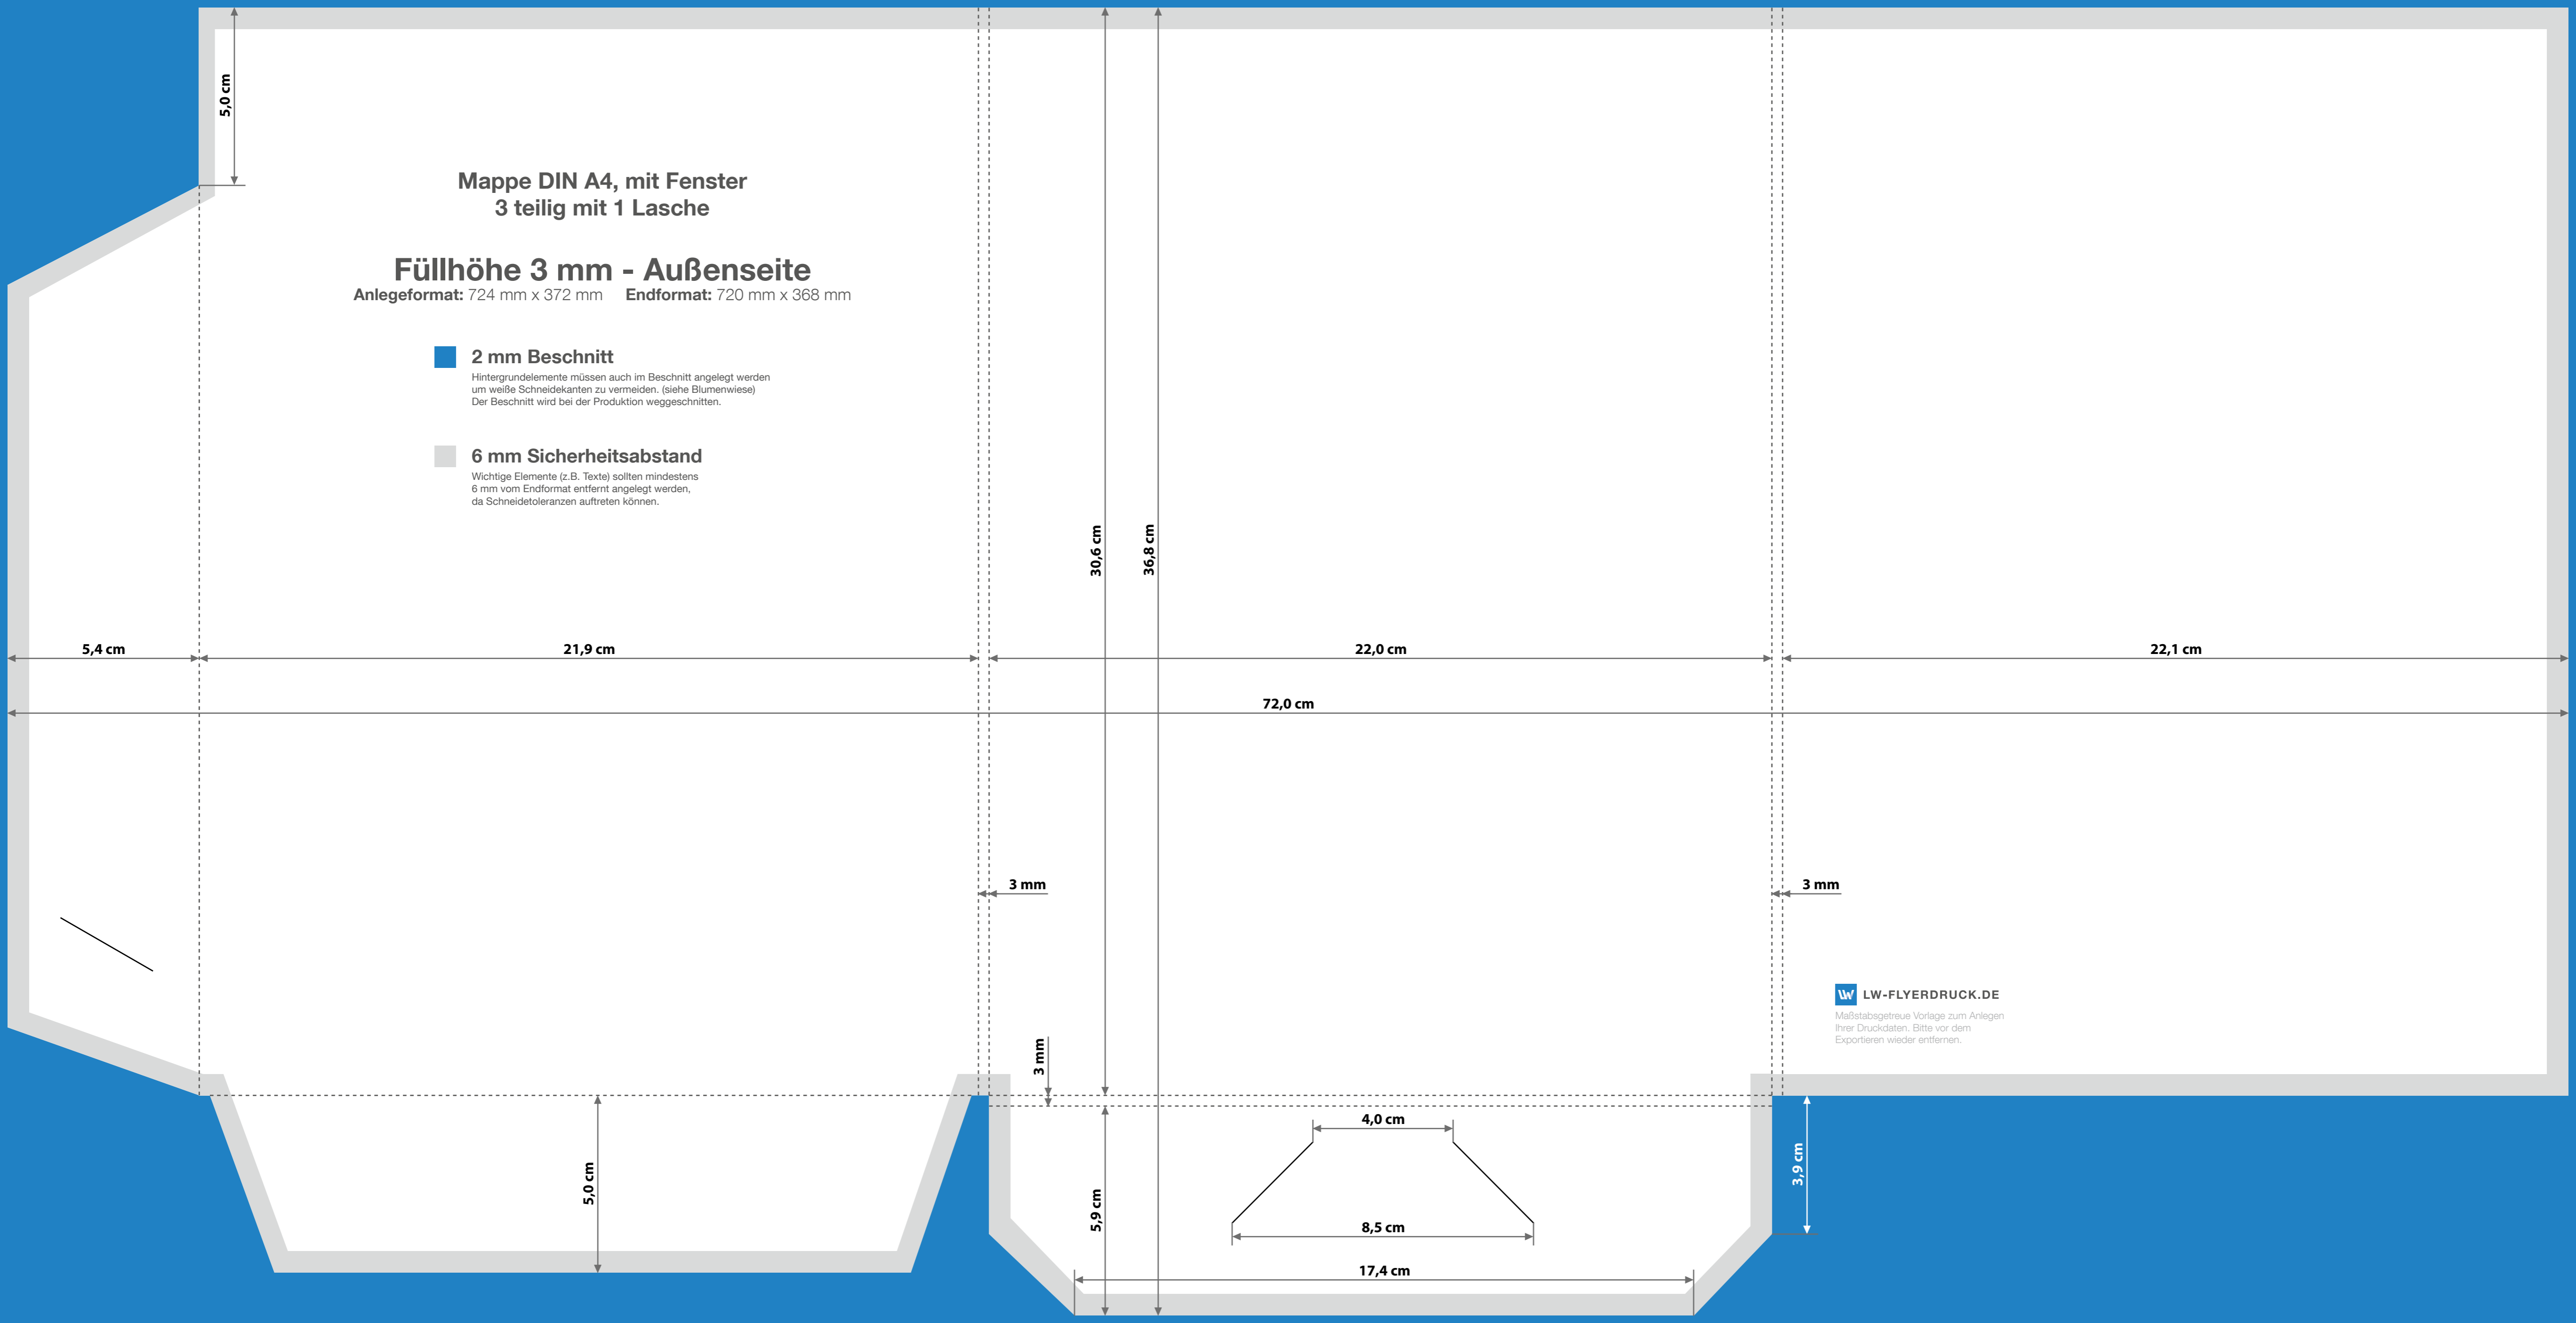 5,0 cm
Mappe DIN A4, mit Fenster
3 teilig mit 1 Lasche
Füllhöhe 3 mm - Außenseite
Anlegeformat: 724 mm x 372 mm Endformat: 720 mm x 368 mm
2 mm Beschnitt
Hintergrundelemente müssen auch im Beschnitt angelegt werden
um weiße Schneidekanten zu vermeiden. (siehe Blumenwiese)
Der Beschnitt wird bei der Produktion weggeschnitten.
6 mm Sicherheitsabstand
Wichtige Elemente (z.B. Texte) sollten mindestens
6 mm vom Endformat entfernt angelegt werden,
da Schneidetoleranzen auftreten können.
30,6 cm
36,8 cm
5,4 cm
21,9 cm
22,0 cm
22,1 cm
72,0 cm
3 mm
3 mm
LW LW-FLYERDRUCK.DE
Maßstabsgetreue Vorlage zum Anlegen
Ihrer Druckdaten. Bitte vor dem
Exportieren wieder entfernen.
3 mm
4,0 cm
3,9 cm
5,0 cm
5,9 cm
8,5 cm
17,4 cm